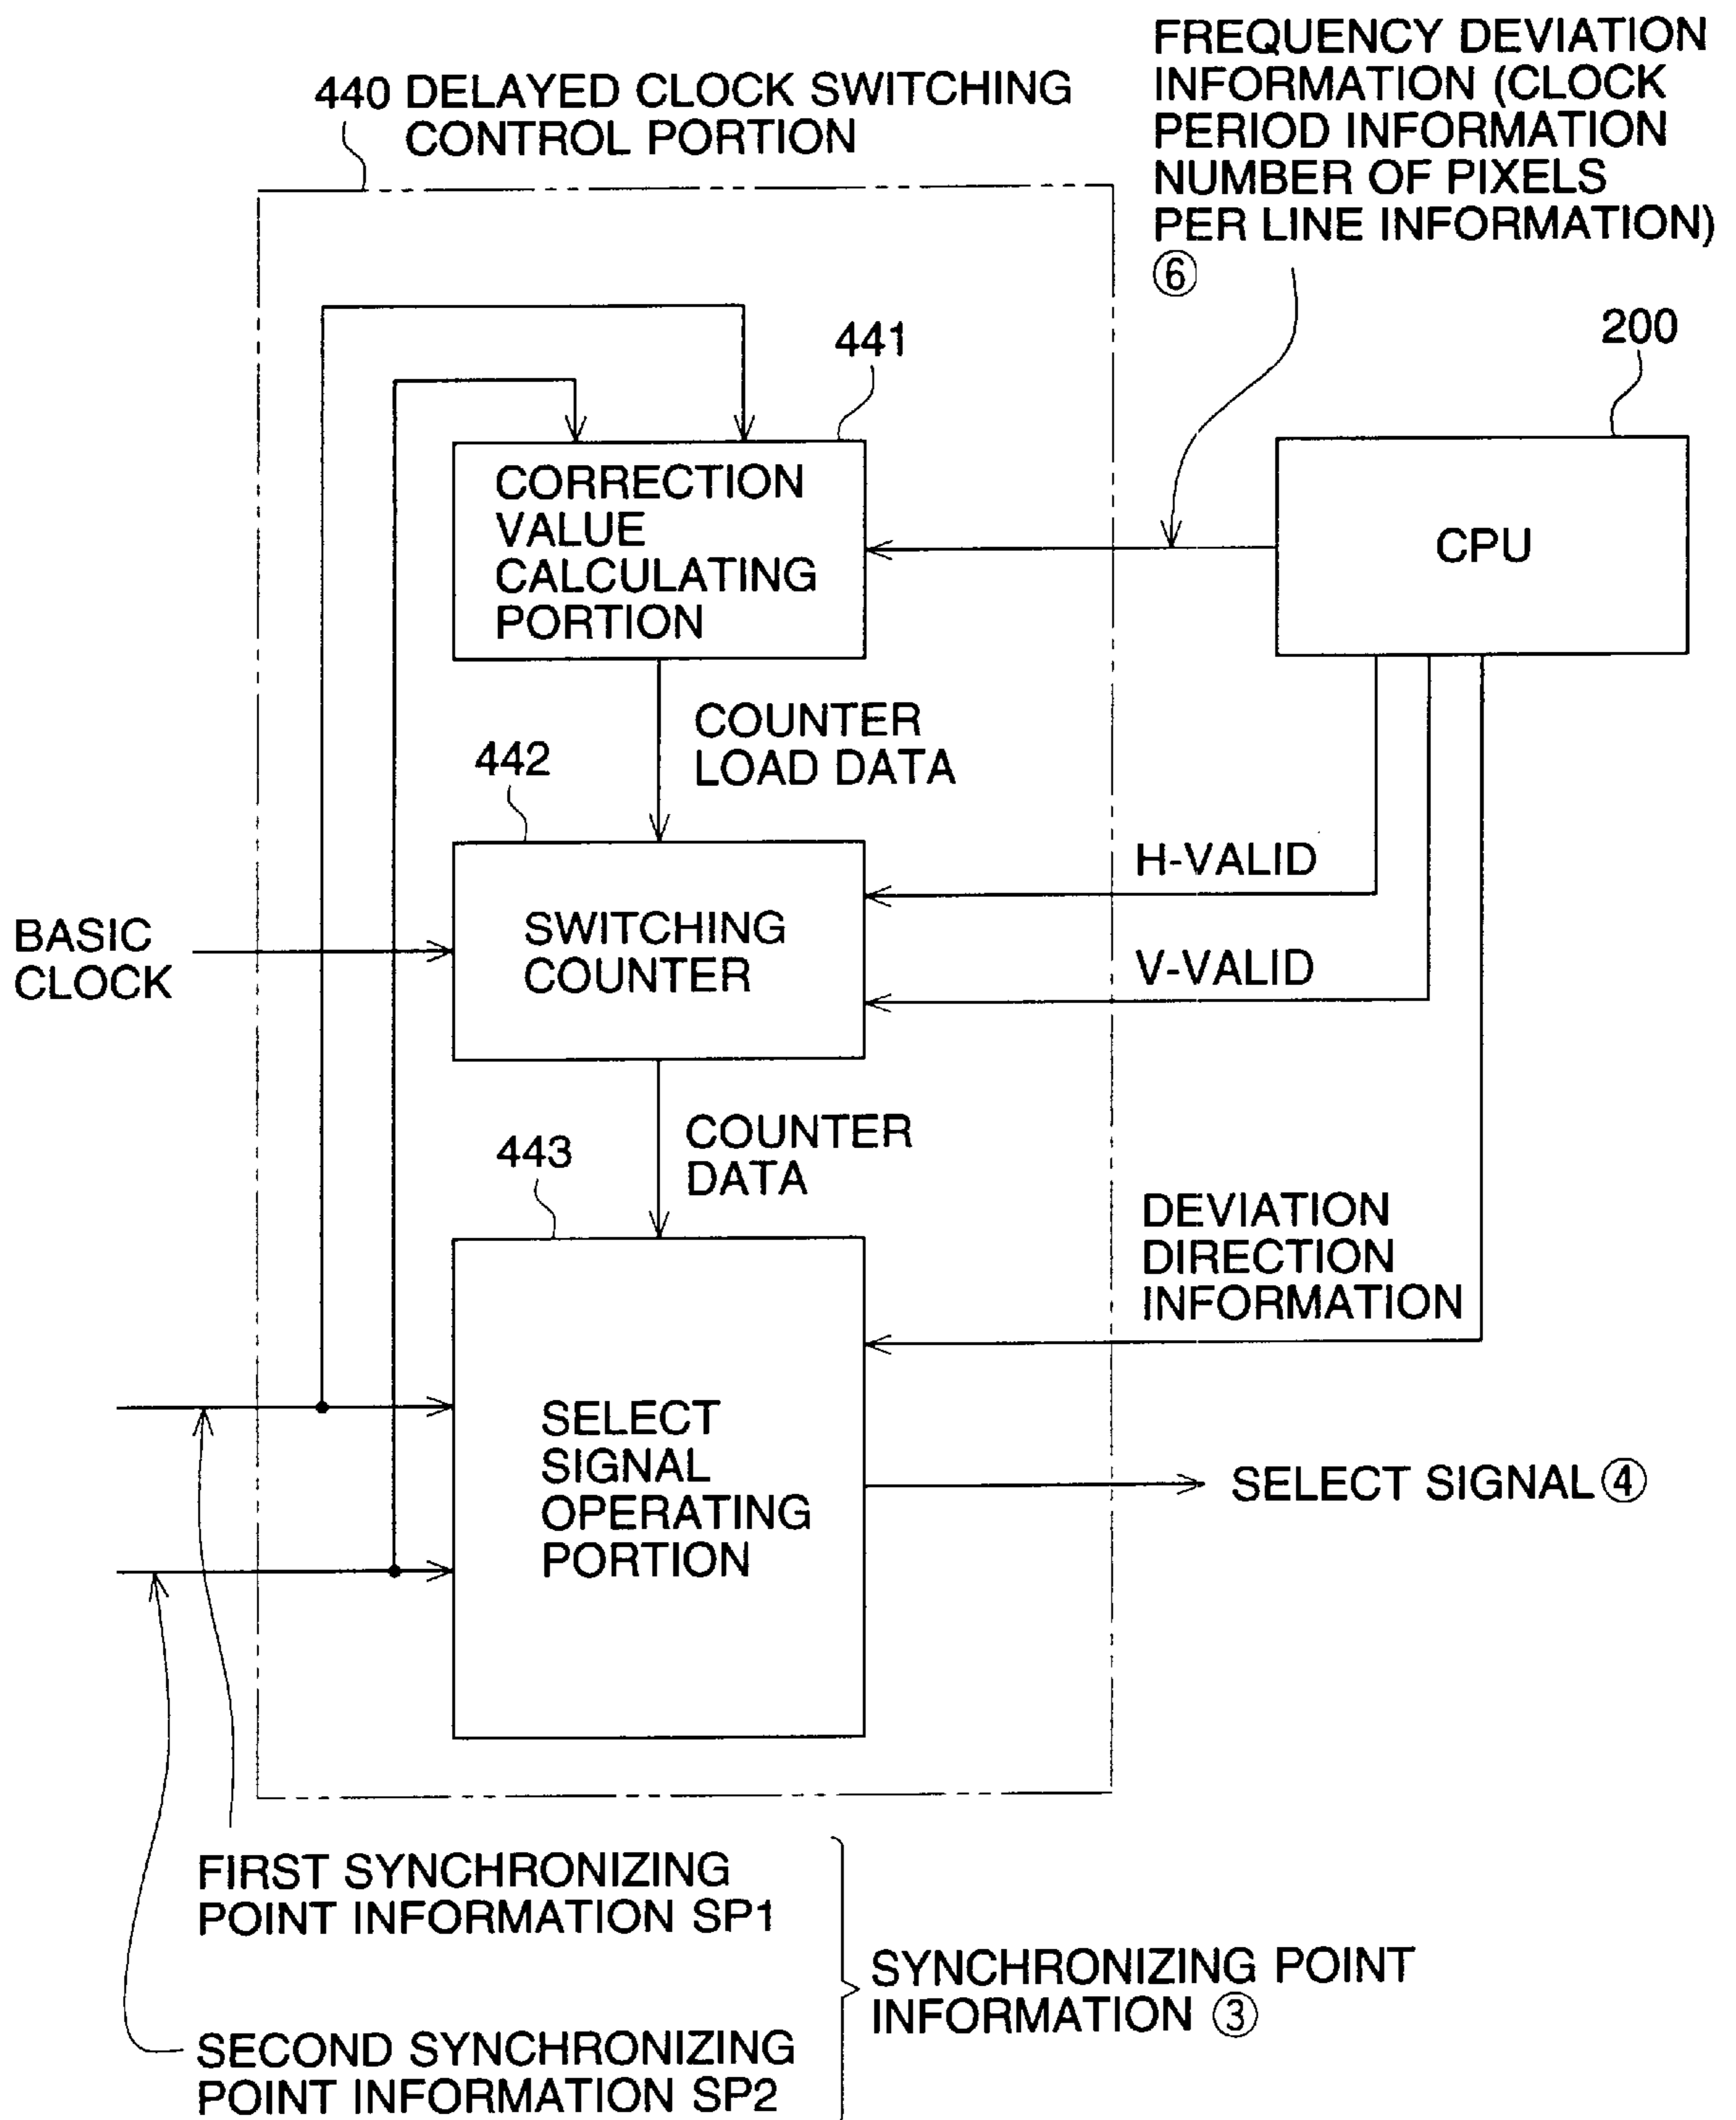 FREQUENCY DEVIATION
INFORMATION (CLOCK
PERIOD INFORMATION
NUMBER OF PIXELS
PER LINE INFORMATION)
⑥
440 DELAYED CLOCK SWITCHING
CONTROL PORTION
441
200
CORRECTION
VALUE
CALCULATING
PORTION
CPU
COUNTER
LOAD DATA
442
H-VALID
SWITCHING
COUNTER
BASIC
CLOCK
V-VALID
COUNTER
DATA
443
DEVIATION
DIRECTION
INFORMATION
SELECT
SIGNAL
OPERATING
PORTION
SELECT SIGNAL ④
FIRST SYNCHRONIZING
POINT INFORMATION SP1
SECOND SYNCHRONIZING
POINT INFORMATION SP2
SYNCHRONIZING POINT
INFORMATION ③